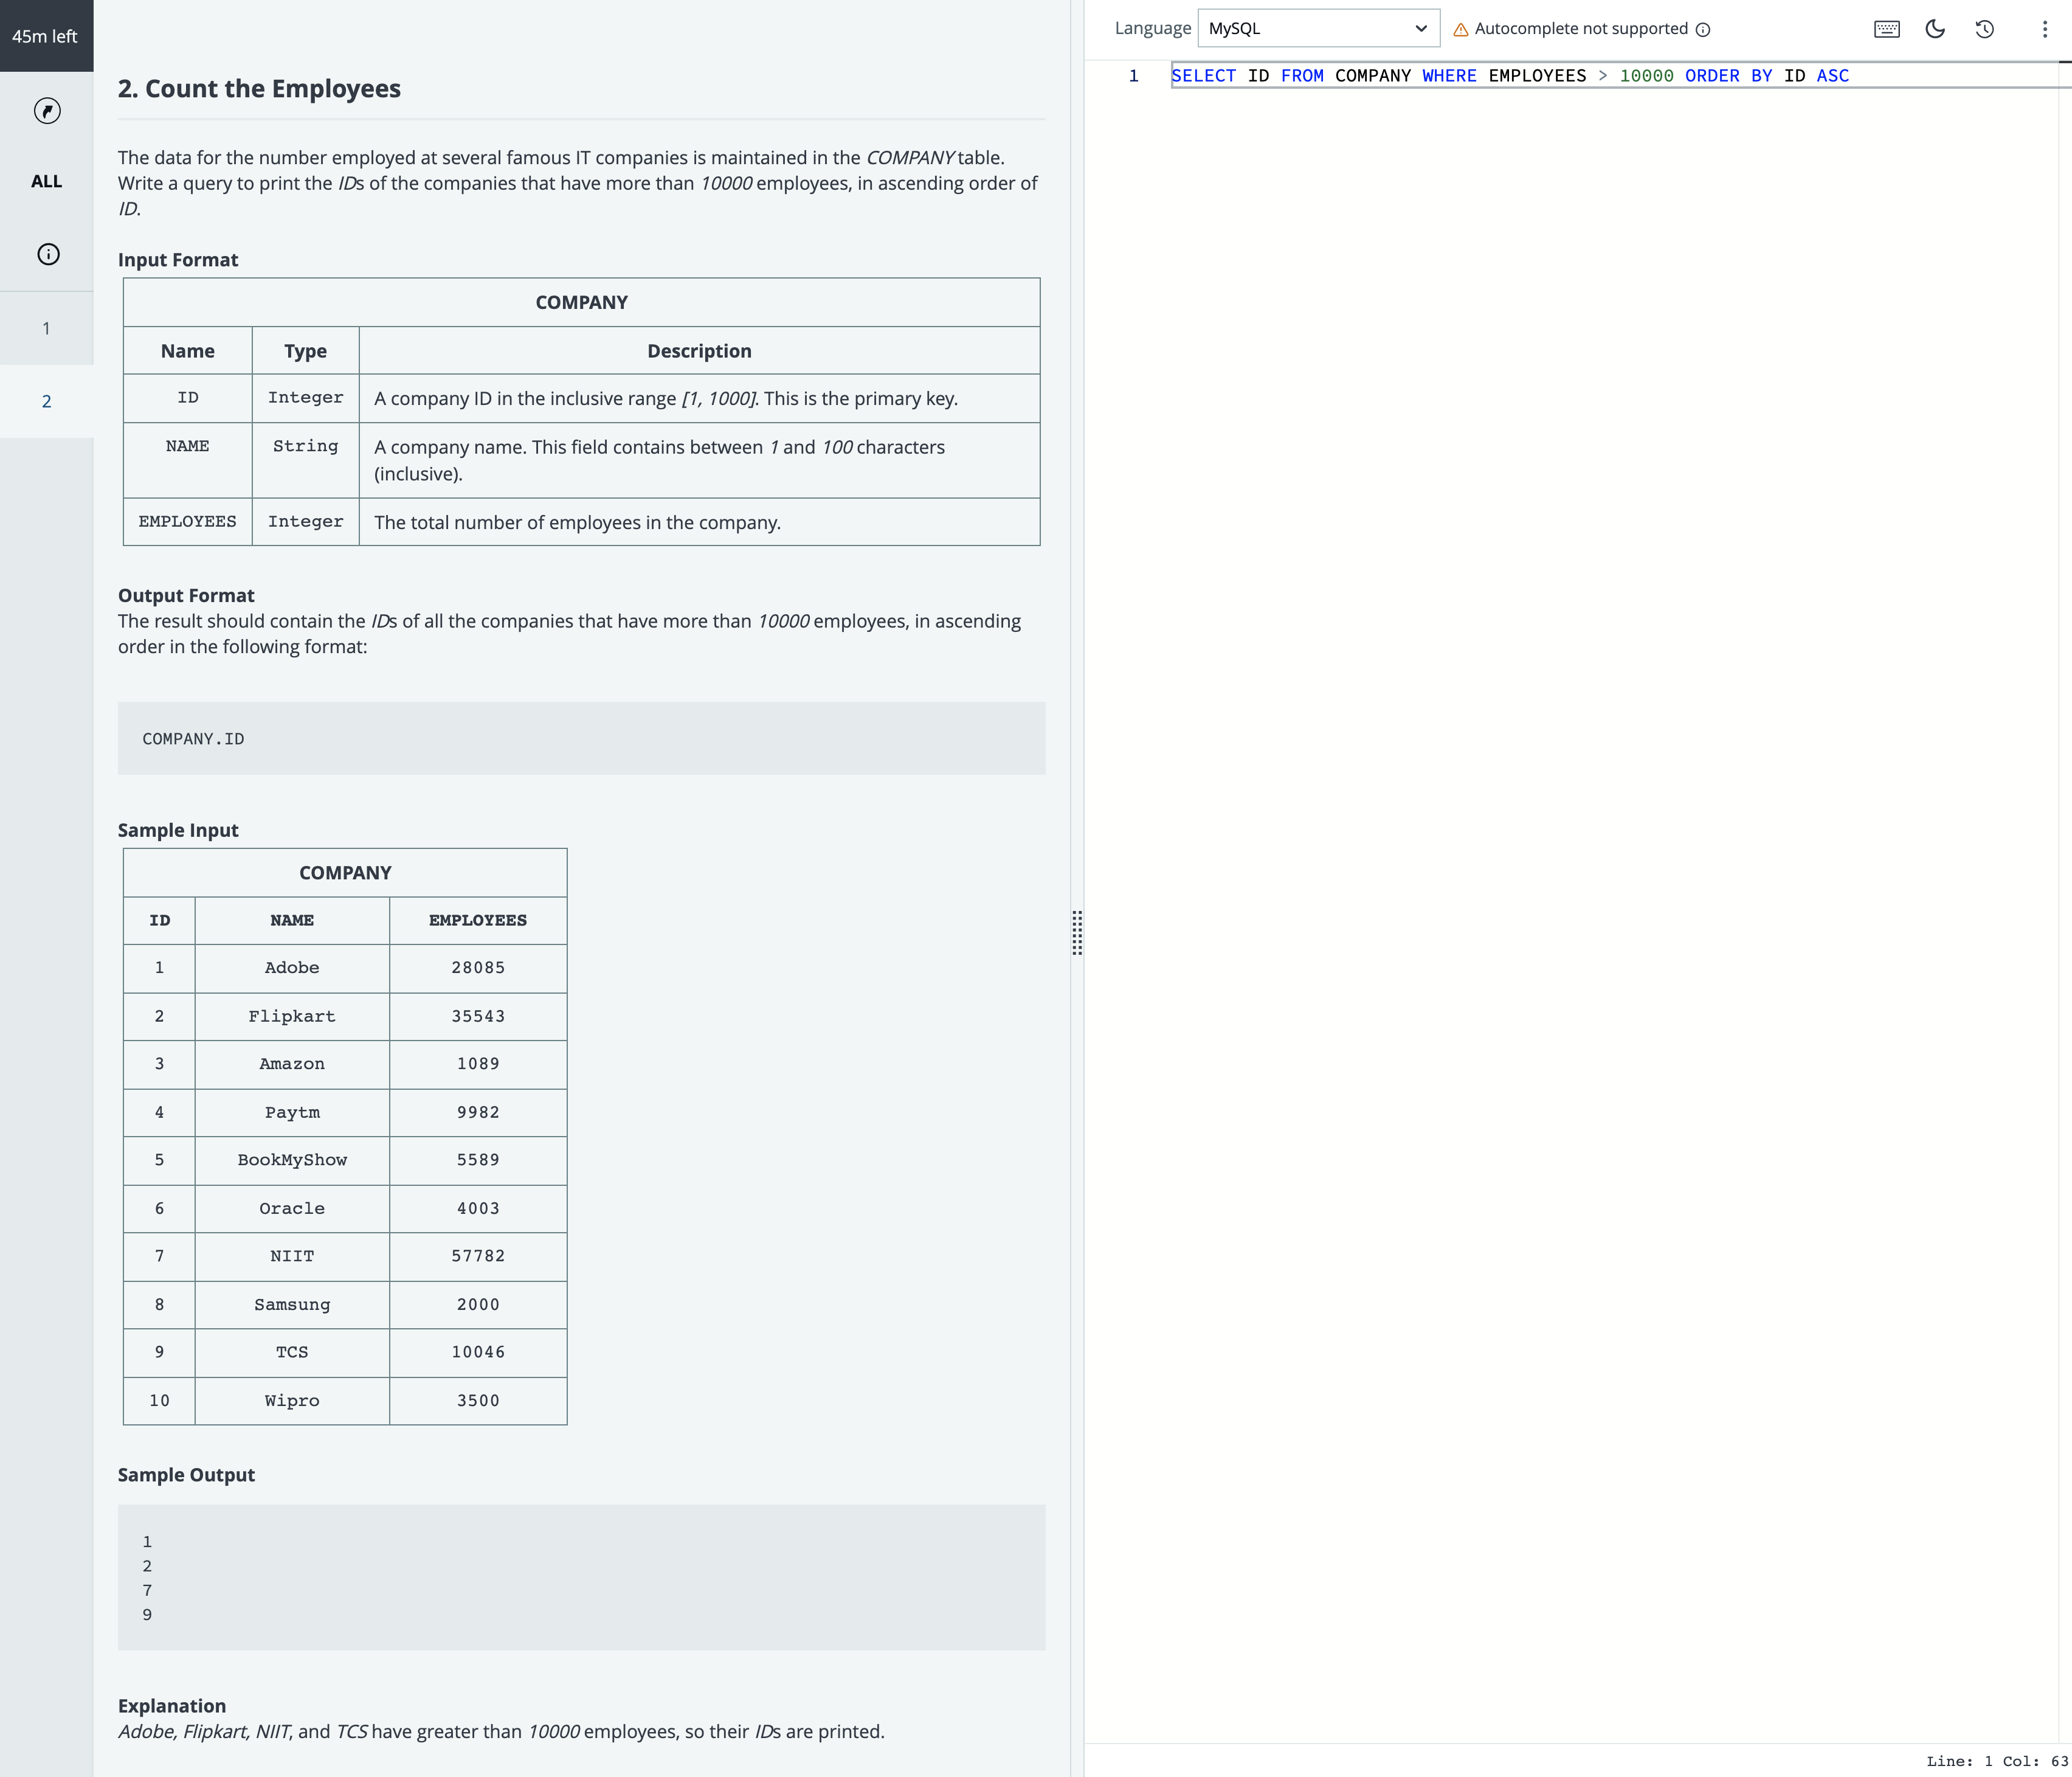 45m left
ALL
1
2
2. Count the Employees
The data for the number employed at several famous IT companies is maintained in the COMPANY table.
Write a query to print the IDs of the companies that have more than 10000 employees, in ascending order of
ID.
Input Format
COMPANY
Name Type Description
ID Integer A company ID in the inclusive range [1, 1000]. This is the primary key.
NAME String A company name. This field contains between 1 and 100 characters
(inclusive).
EMPLOYEES Integer The total number of employees in the company.
Output Format
The result should contain the IDs of all the companies that have more than 10000 employees, in ascending
order in the following format:
COMPANY.ID
Sample Input
COMPANY
ID NAME EMPLOYEES
1 Adobe 28085
2 Flipkart 35543
3 Amazon 1089
4 Paytm 9982
5 BookMyShow 5589
6 Oracle 4003
7 NIIT 57782
8 Samsung 2000
9 TCS 10046
10 Wipro 3500
Sample Output
1
2
7
9
Explanation
Adobe, Flipkart, NIIT, and TCS have greater than 10000 employees, so their IDs are printed.
Language MySQL Autocomplete not supported
1 SELECT ID FROM COMPANY WHERE EMPLOYEES > 10000 ORDER BY ID ASC
Line: 1 Col: 63